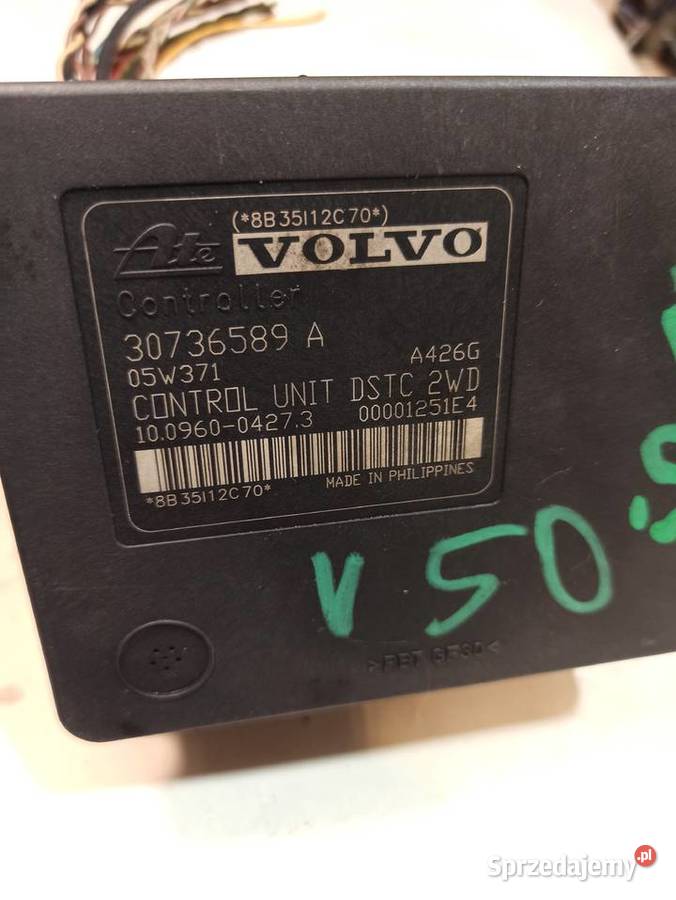 (*8B35I12C70*)
Ate VOLVO
Controller
30736589 A
05W371 A426G
CONTROL UNIT DSTC 2WD
10.0960-0427.3 00001251E4
*8B35I12C70* MADE IN PHILIPPINES
V 50
Sprzedajemy.pl